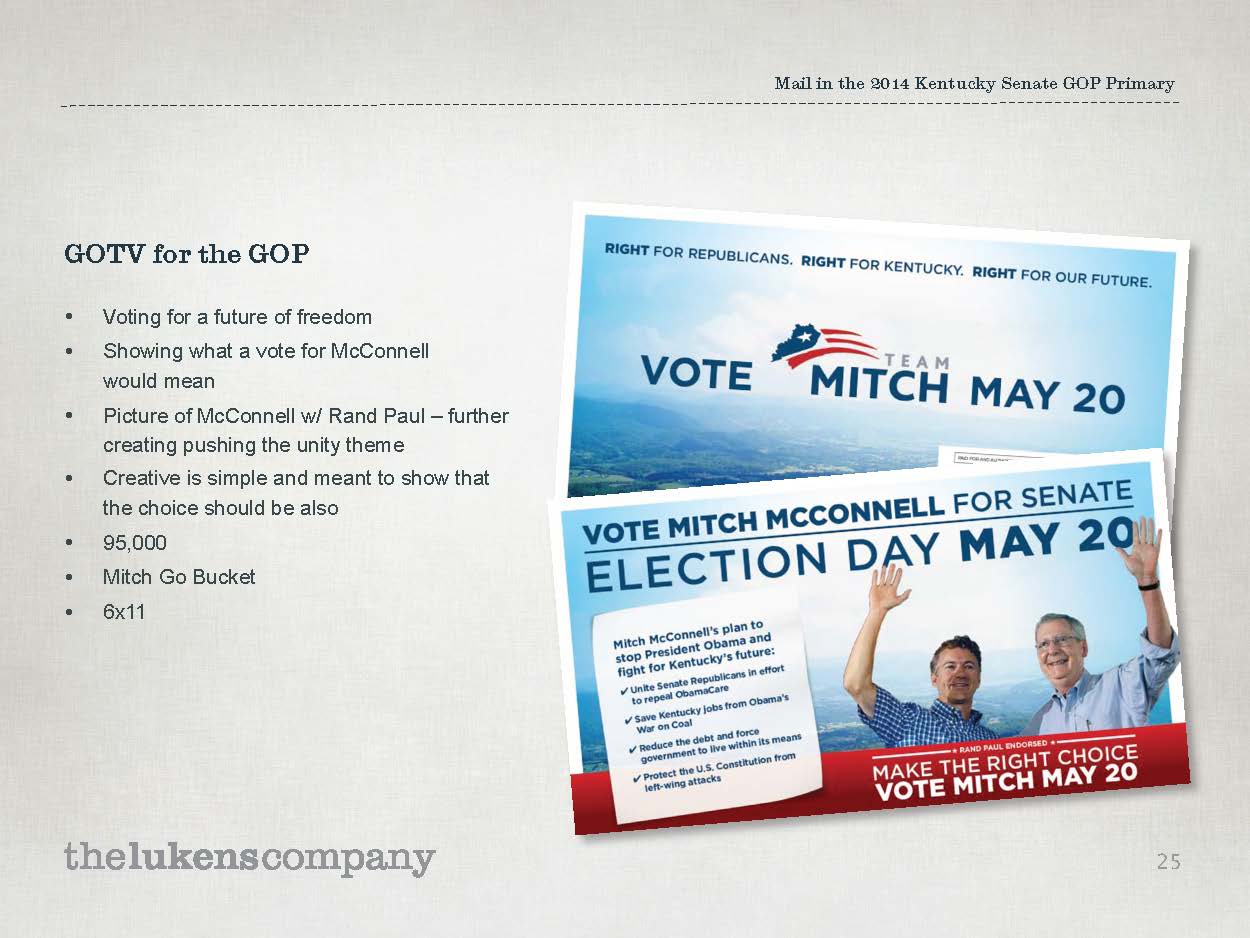 Mail in the 2014 Kentucky Senate GOP Primary
GOTV for the GOP
• Voting for a future of freedom
• Showing what a vote for McConnell
would mean
• Picture of McConnell w/ Rand Paul – further
creating pushing the unity theme
• Creative is simple and meant to show that
the choice should be also
• 95,000
• Mitch Go Bucket
• 6x11
RIGHT FOR REPUBLICANS. RIGHT FOR KENTUCKY. RIGHT FOR OUR FUTURE.
VOTE TEAM MITCH MAY 20
PAID FOR AND
VOTE MITCH MCCONNELL FOR SENATE
ELECTION DAY MAY 20
Mitch McConnell's plan to
stop President Obama and
fight for Kentucky's future:
✓ Unite Senate Republicans in effort
to repeal ObamaCare
✓ Save Kentucky jobs from Obama's
War on Coal
✓ Reduce the debt and force
government to live within its means
✓ Protect the U.S. Constitution from
left-wing attacks
★ RAND PAUL ENDORSED ★
MAKE THE RIGHT CHOICE
VOTE MITCH MAY 20
thelukenscompany
25